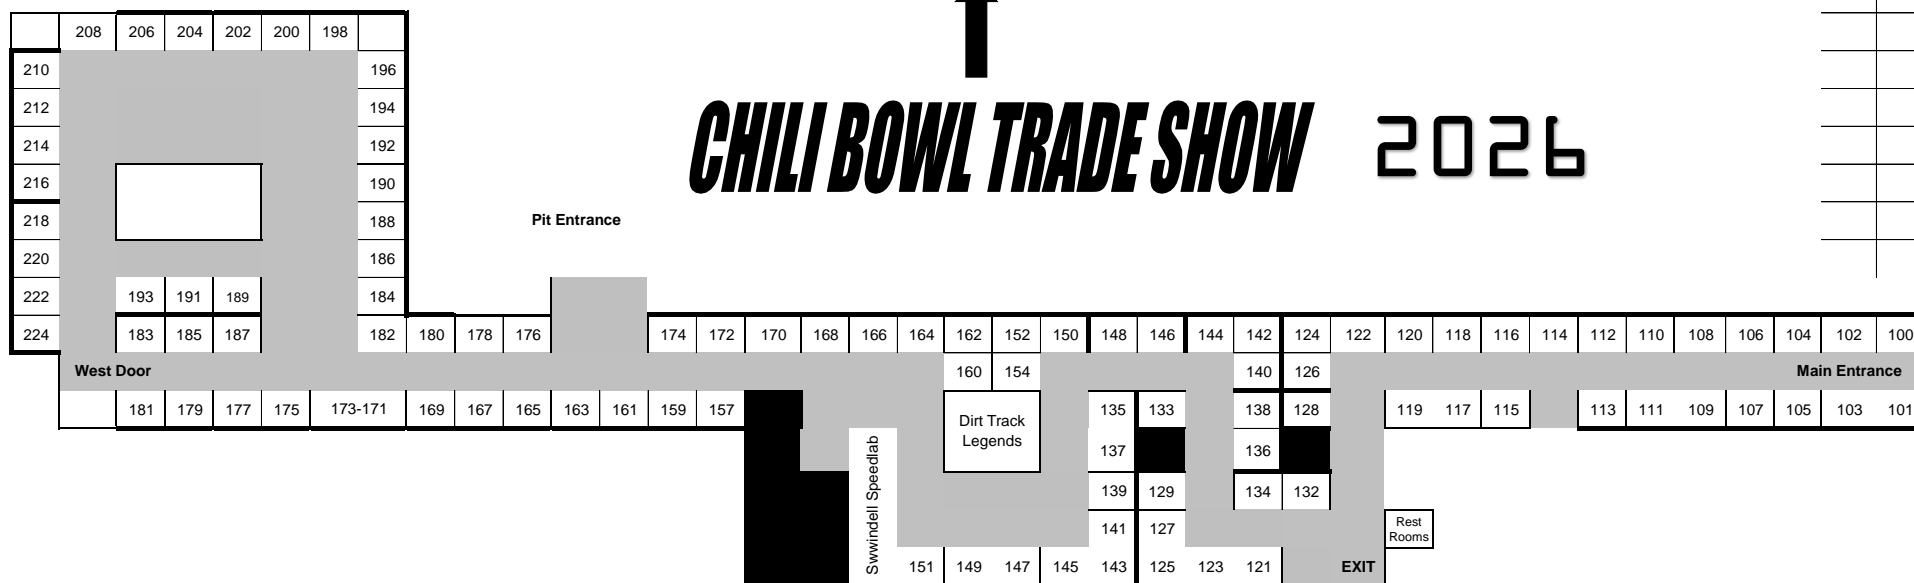 208 206 204 202 200 198
210 196
212 194
CHILI BOWL TRADE SHOW 2026
214 192
216 190
218 188
Pit Entrance
220 186
222 193 191 189 184
224 183 185 187 182 180 178 176 174 172 170 168 166 164 162 152 150 148 146 144 142 124 122 120 118 116 114 112 110 108 106 104 102 100
West Door 160 154 140 126 Main Entrance
181 179 177 175 173-171 169 167 165 163 161 159 157 135 133 138 128 119 117 115 113 111 109 107 105 103 101
Dirt Track
Legends
137 136
Swwindell Speedlab
139 129 134 132
141 127
Rest
Rooms
151 149 147 145 143 125 123 121 EXIT